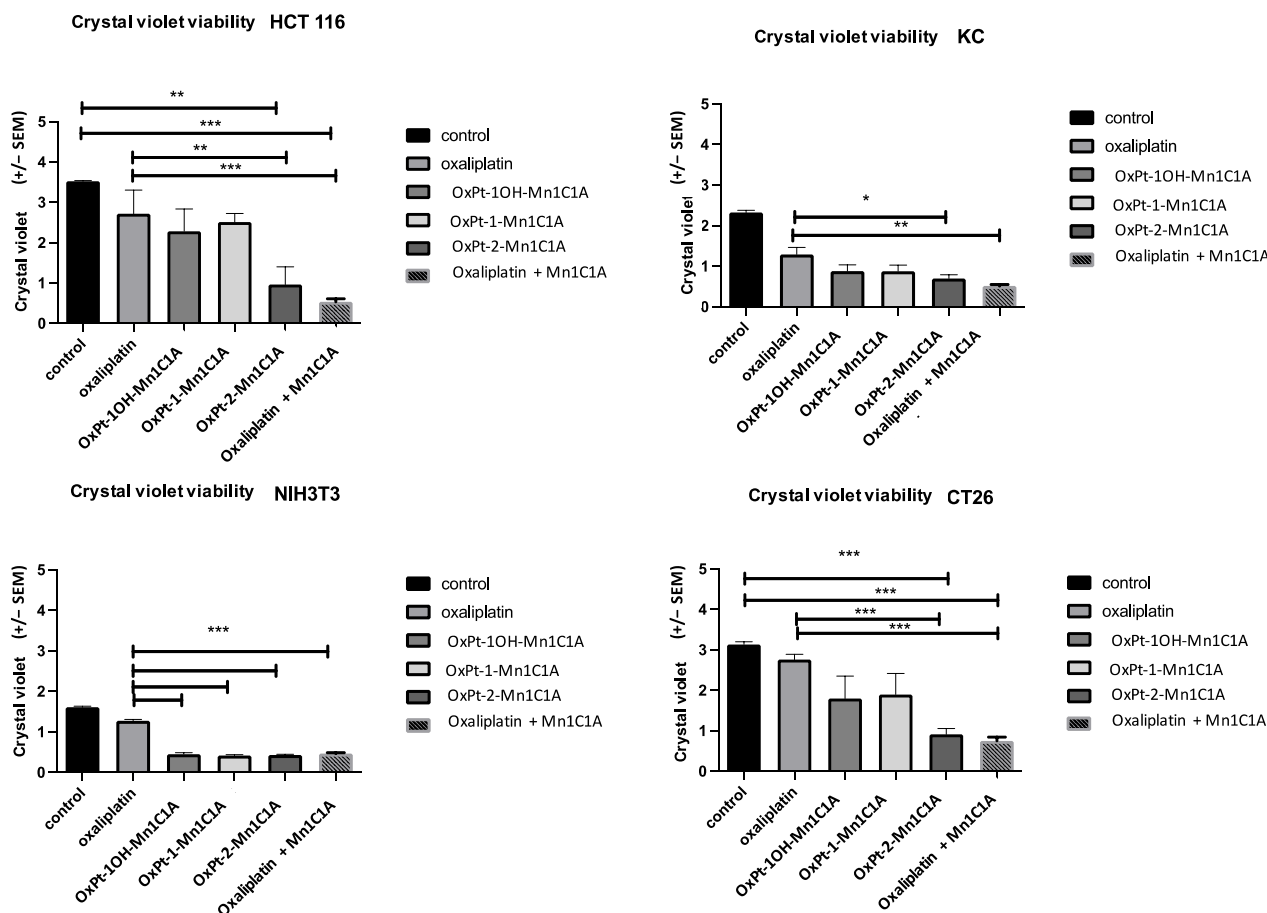 Crystal violet viability HCT 116
**
***
**
***
Crystal violet (+/− SEM)
5
4
3
2
1
0
control
oxaliplatin
OxPt-1OH-Mn1C1A
OxPt-1-Mn1C1A
OxPt-2-Mn1C1A
Oxaliplatin + Mn1C1A
control
oxaliplatin
OxPt-1OH-Mn1C1A
OxPt-1-Mn1C1A
OxPt-2-Mn1C1A
Oxaliplatin + Mn1C1A
Crystal violet viability KC
*
**
Crystal violet (+/− SEM)
5
4
3
2
1
0
control
oxaliplatin
OxPt-1OH-Mn1C1A
OxPt-1-Mn1C1A
OxPt-2-Mn1C1A
Oxaliplatin + Mn1C1A
control
oxaliplatin
OxPt-1OH-Mn1C1A
OxPt-1-Mn1C1A
OxPt-2-Mn1C1A
Oxaliplatin + Mn1C1A
Crystal violet viability NIH3T3
***
Crystal violet (+/− SEM)
5
4
3
2
1
0
control
oxaliplatin
OxPt-1OH-Mn1C1A
OxPt-1-Mn1C1A
OxPt-2-Mn1C1A
Oxaliplatin + Mn1C1A
control
oxaliplatin
OxPt-1OH-Mn1C1A
OxPt-1-Mn1C1A
OxPt-2-Mn1C1A
Oxaliplatin + Mn1C1A
Crystal violet viability CT26
***
***
***
***
Crystal violet (+/− SEM)
5
4
3
2
1
0
control
oxaliplatin
OxPt-1OH-Mn1C1A
OxPt-1-Mn1C1A
OxPt-2-Mn1C1A
Oxaliplatin + Mn1C1A
control
oxaliplatin
OxPt-1OH-Mn1C1A
OxPt-1-Mn1C1A
OxPt-2-Mn1C1A
Oxaliplatin + Mn1C1A